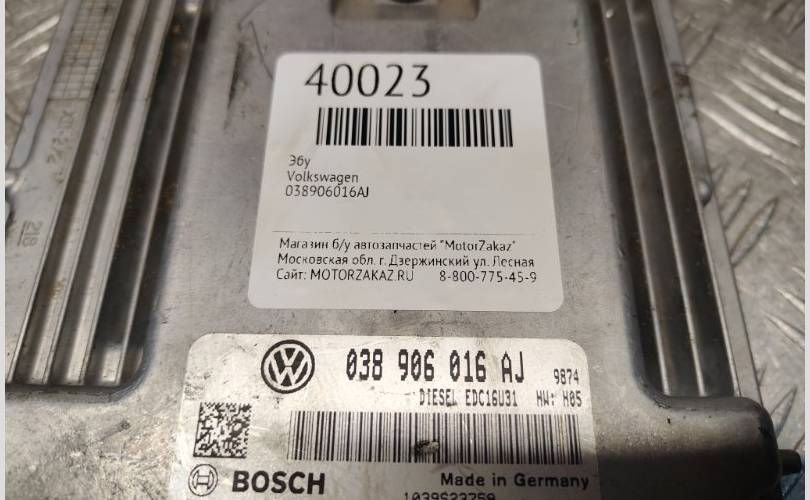 40023
Эбу
Volkswagen
038906016AJ
Магазин б/у автозапчастей "MotorZakaz"
Московская обл. г. Дзержинский ул. Лесная
Сайт: MOTORZAKAZ.RU 8-800-775-45-9
038 906 016 AJ 9874
DIESEL EDC16U31 HW: H05
BOSCH Made in Germany
218